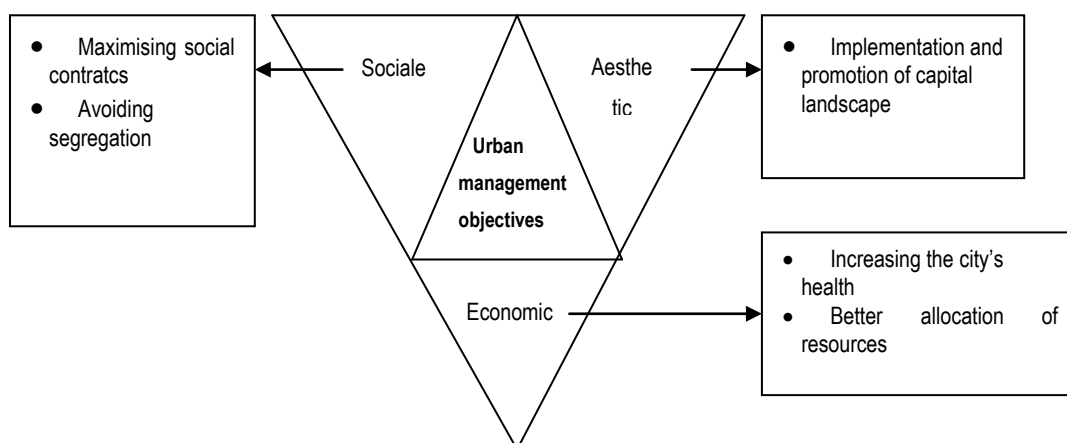 ● Maximising social
contratcs
● Avoiding
segregation
Sociale
Aesthe
tic
● Implementation and
promotion of capital
landscape
Urban
management
objectives
Economic
● Increasing the city’s
health
● Better allocation of
resources